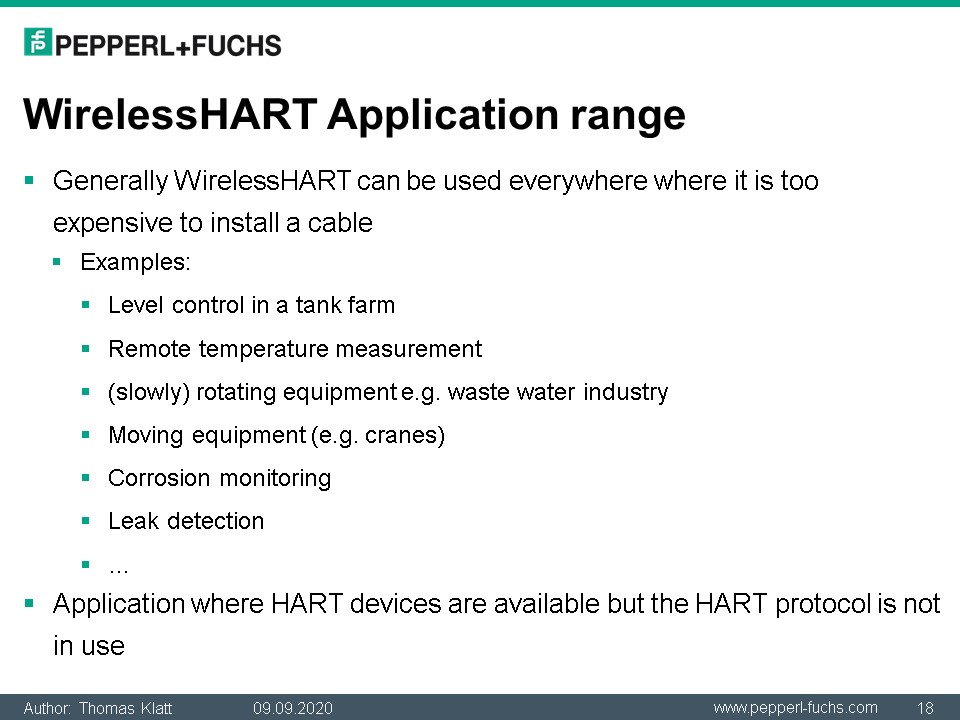 PEPPERL+FUCHS
WirelessHART Application range
Generally WirelessHART can be used everywhere where it is too
expensive to install a cable
Examples:
Level control in a tank farm
Remote temperature measurement
(slowly) rotating equipment e.g. waste water industry
Moving equipment (e.g. cranes)
Corrosion monitoring
Leak detection
…
Application where HART devices are available but the HART protocol is not
in use
Author: Thomas Klatt 09.09.2020 www.pepperl-fuchs.com 18